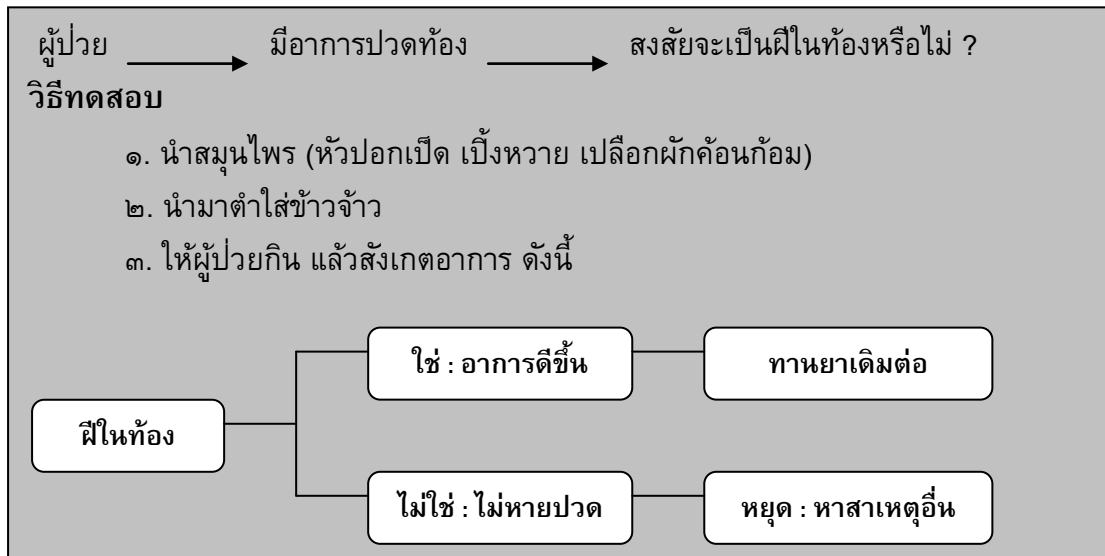 ผู้ป่วย มีอาการปวดท้อง สงสัยจะเป็นฝีในท้องหรือไม่ ?
วิธีทดสอบ
๑. นำสมุนไพร (หัวปอกเป็ด เปิ้งหวาย เปลือกผักค้อนก้อม)
๒. นำมาตำใส่ข้าวจ้าว
๓. ให้ผู้ป่วยกิน แล้วสังเกตอาการ ดังนี้
ใช่ : อาการดีขึ้น ทานยาเดิมต่อ
ฝีในท้อง
ไม่ใช่ : ไม่หายปวด หยุด : หาสาเหตุอื่น